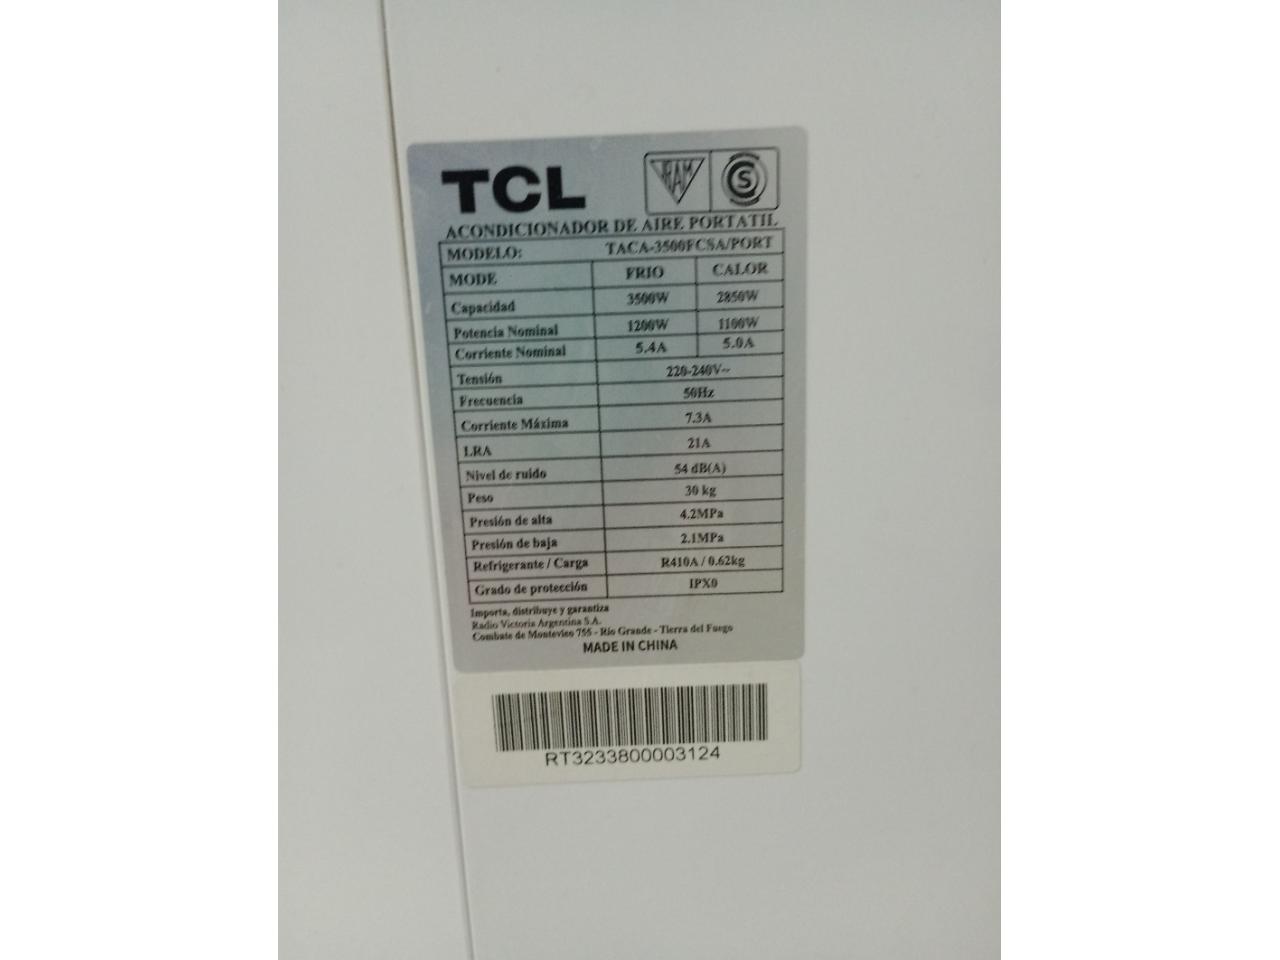 TCL
IRAM
S
ACONDICIONADOR DE AIRE PORTATIL
MODELO: TACA-3500FCSA/PORT
MODE FRIO CALOR
Capacidad 3500W 2850W
Potencia Nominal 1200W 1100W
Corriente Nominal 5.4A 5.0A
Tensión 220-240V~
Frecuencia 50Hz
Corriente Máxima 7.3A
LRA 21A
Nivel de ruido 54 dB(A)
Peso 30 kg
Presión de alta 4.2MPa
Presión de baja 2.1MPa
Refrigerante / Carga R410A / 0.62kg
Grado de protección IPX0
Importa, distribuye y garantiza
Radio Victoria Argentina S.A.
Combate de Montevieo 755 - Rio Grande - Tierra del Fuego
MADE IN CHINA
RT3233800003124